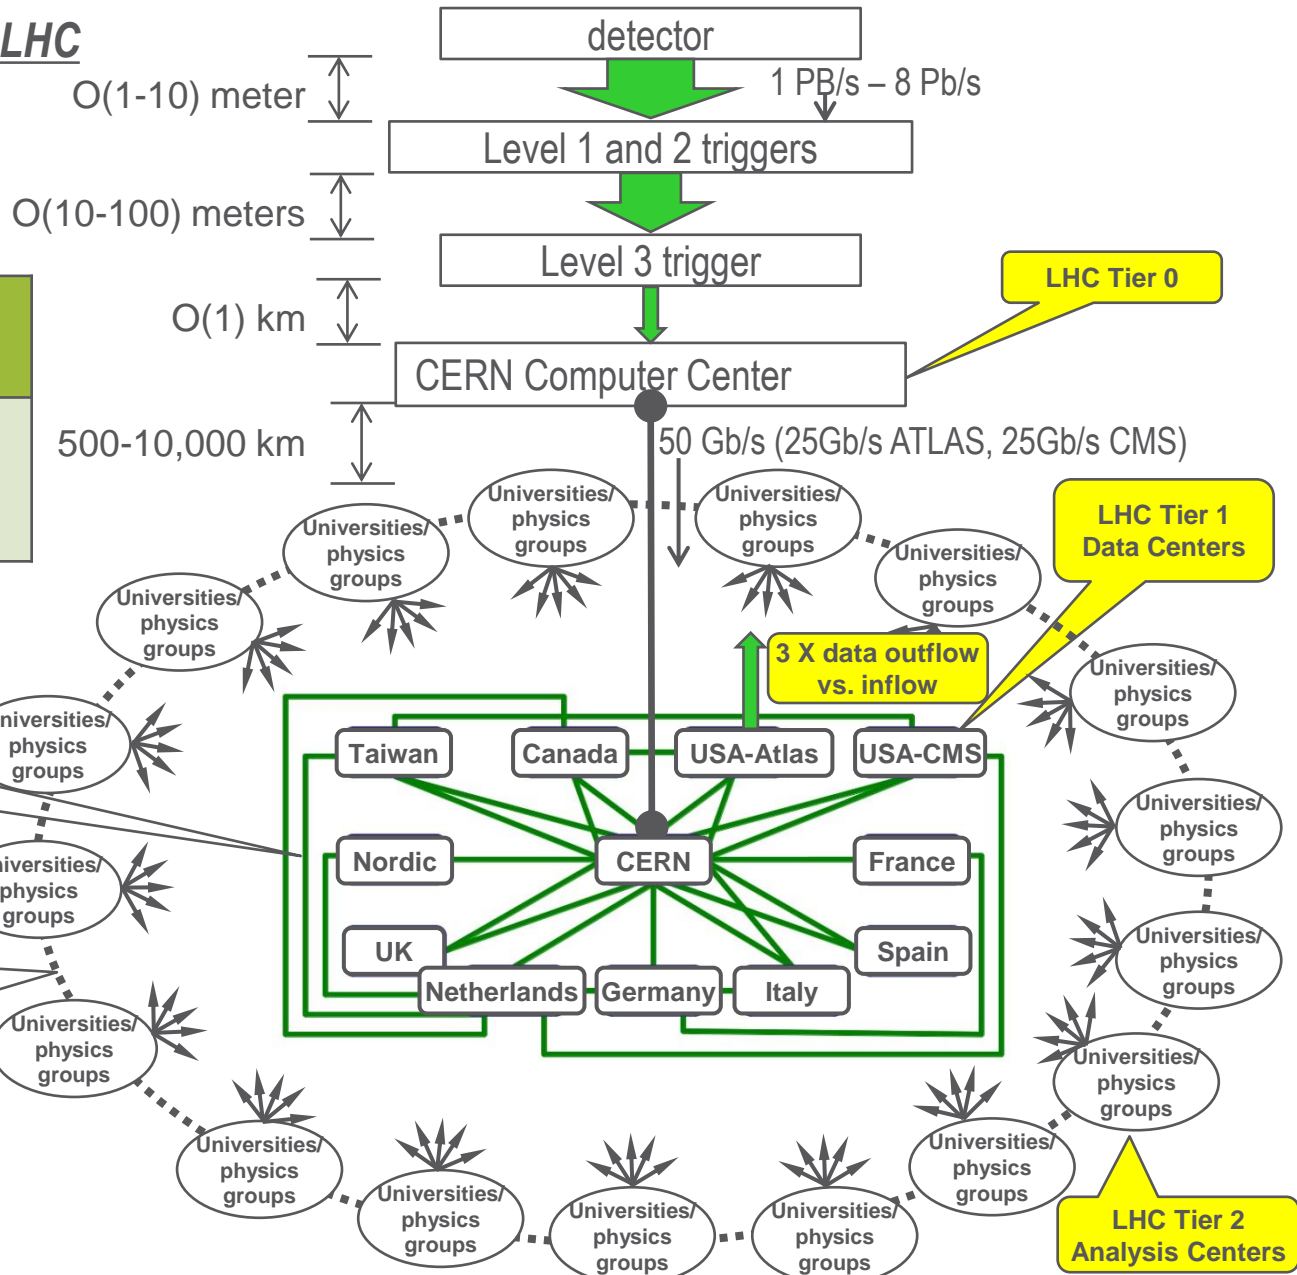 LHC
detector
O(1-10) meter
1 PB/s – 8 Pb/s
Level 1 and 2 triggers
O(10-100) meters
Level 3 trigger
LHC Tier 0
O(1) km
CERN Computer Center
500-10,000 km
50 Gb/s (25Gb/s ATLAS, 25Gb/s CMS)
Universities/
physics
groups
Universities/
physics
groups
Universities/
physics
groups
Universities/
physics
groups
LHC Tier 1
Data Centers
Universities/
physics
groups
3 X data outflow
vs. inflow
Universities/
physics
groups
niversities/
physics
groups
Taiwan
Canada
USA-Atlas
USA-CMS
Universities/
physics
groups
Nordic
CERN
France
niversities/
physics
groups
UK
Spain
Universities/
physics
groups
Netherlands
Germany
Italy
Universities/
physics
groups
Universities/
physics
groups
Universities/
physics
groups
Universities/
physics
groups
Universities/
physics
groups
Universities/
physics
groups
Universities/
physics
groups
LHC Tier 2
Analysis Centers